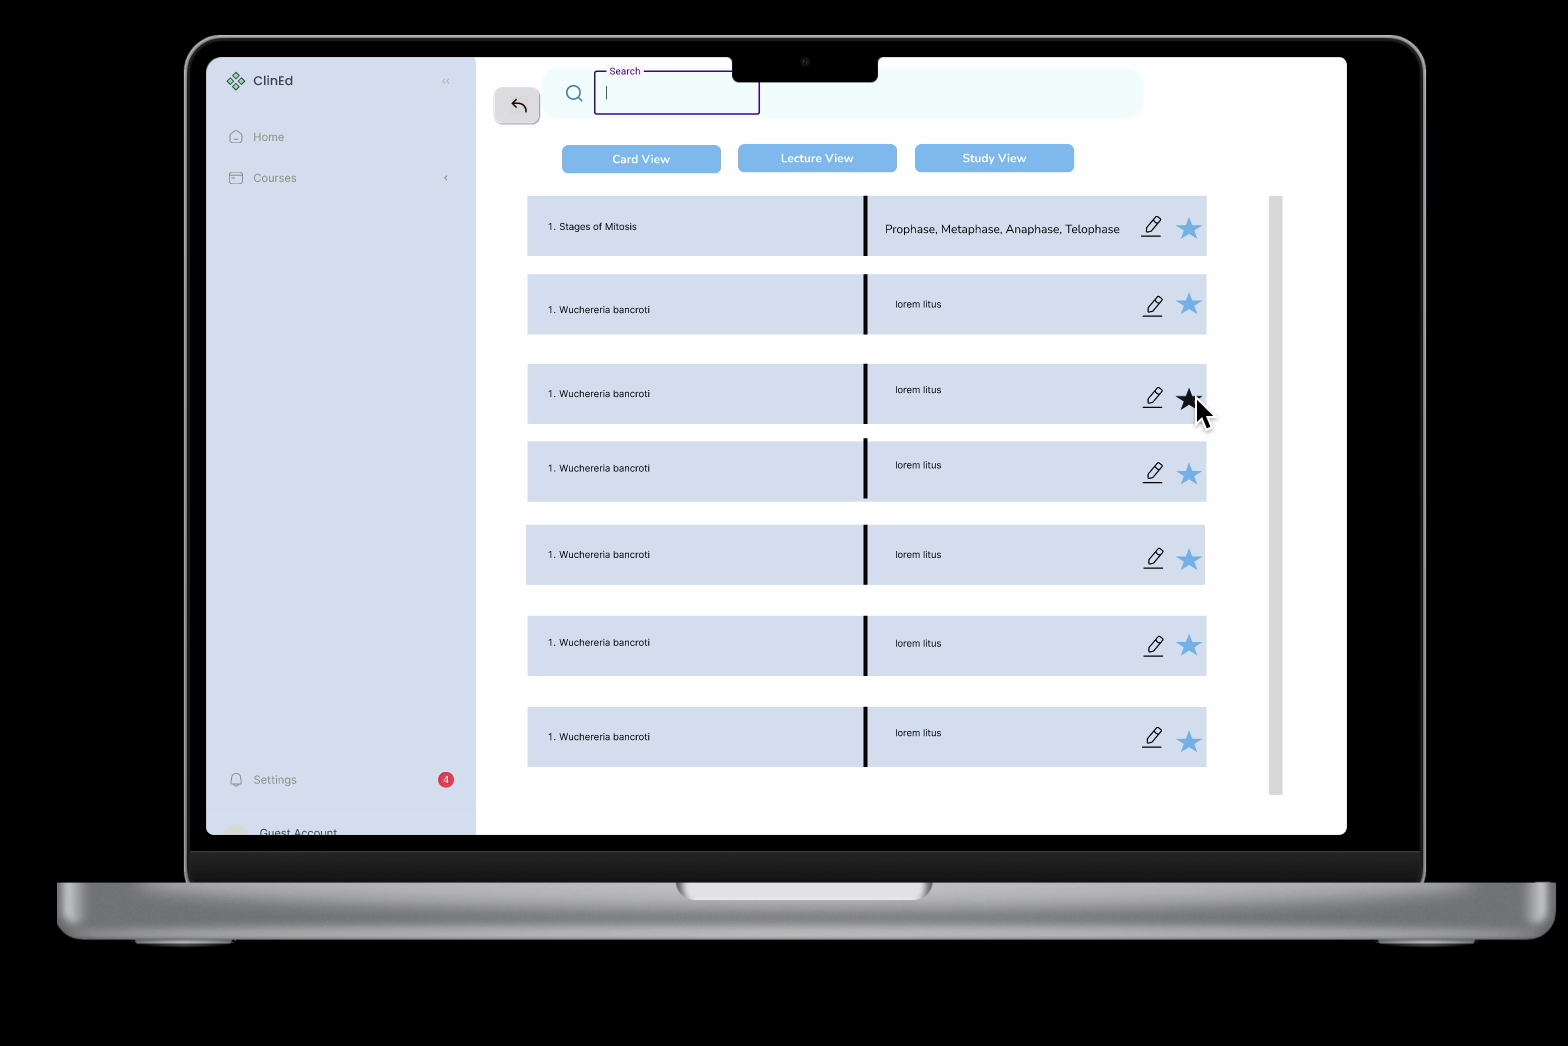 ClinEd
Home
Courses
Settings
4
Guest Account
Search
Card View
Lecture View
Study View
1. Stages of Mitosis
Prophase, Metaphase, Anaphase, Telophase
1. Wuchereria bancroti
lorem litus
1. Wuchereria bancroti
lorem litus
1. Wuchereria bancroti
lorem litus
1. Wuchereria bancroti
lorem litus
1. Wuchereria bancroti
lorem litus
1. Wuchereria bancroti
lorem litus